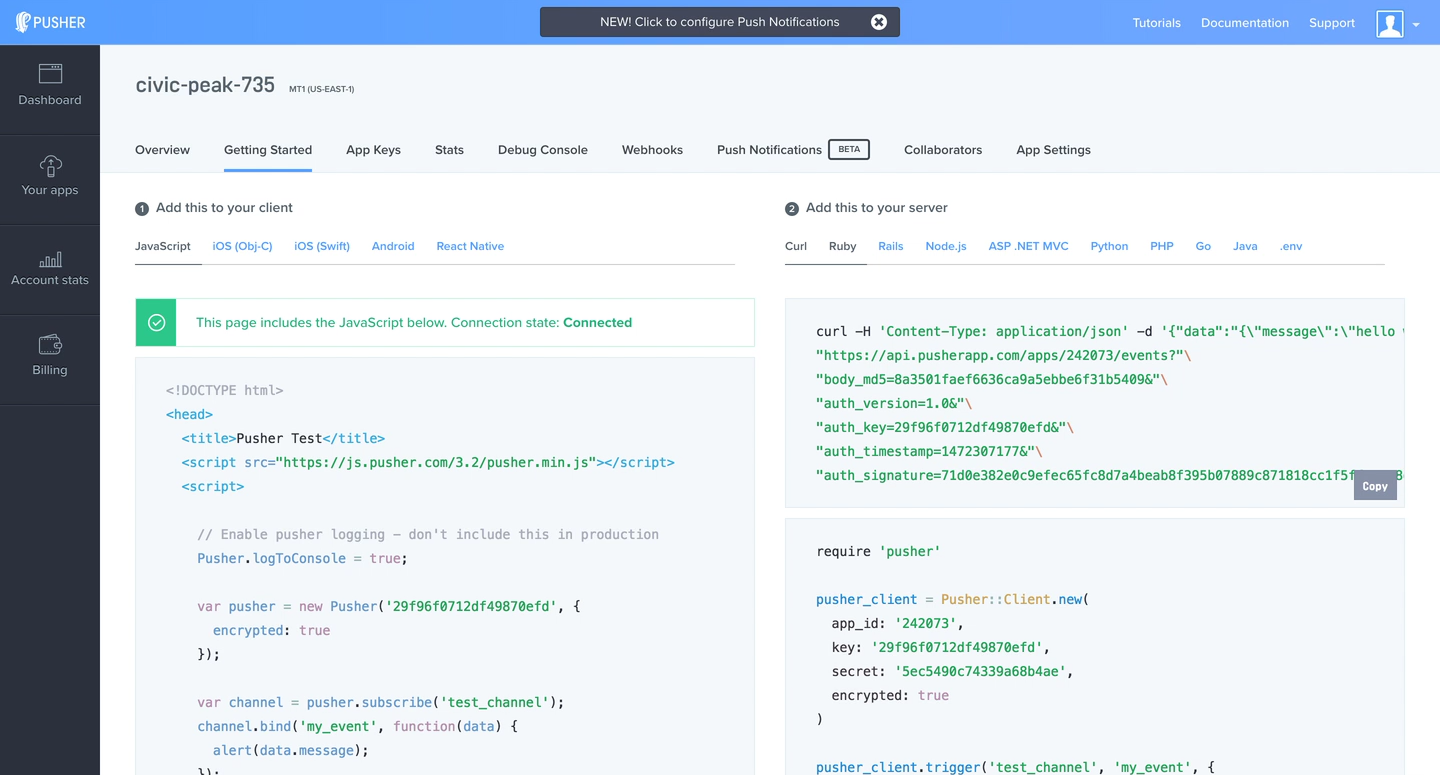 PUSHER
NEW! Click to configure Push Notifications
Tutorials Documentation Support
Dashboard
Your apps
Account stats
Billing
civic-peak-735 MT1 (US-EAST-1)
Overview Getting Started App Keys Stats Debug Console Webhooks Push Notifications BETA Collaborators App Settings
1 Add this to your client
JavaScript iOS (Obj-C) iOS (Swift) Android React Native
This page includes the JavaScript below. Connection state: Connected
<!DOCTYPE html>
<head>
<title>Pusher Test</title>
<script src="https://js.pusher.com/3.2/pusher.min.js"></script>
<script>
// Enable pusher logging - don't include this in production
Pusher.logToConsole = true;
var pusher = new Pusher('29f96f0712df49870efd', {
encrypted: true
});
var channel = pusher.subscribe('test_channel');
channel.bind('my_event', function(data) {
alert(data.message);
});
2 Add this to your server
Curl Ruby Rails Node.js ASP .NET MVC Python PHP Go Java .env
curl -H 'Content-Type: application/json' -d '{"data":"{\"message\":\"hello
"https://api.pusherapp.com/apps/242073/events?"\
"body_md5=8a3501faef6636ca9a5ebbe6f31b5409&"\
"auth_version=1.0&"\
"auth_key=29f96f0712df49870efd&"\
"auth_timestamp=1472307177&"\
"auth_signature=71d0e382e0c9efec65fc8d7a4beab8f395b07889c871818cc1f5f
Copy
require 'pusher'
pusher_client = Pusher::Client.new(
app_id: '242073',
key: '29f96f0712df49870efd',
secret: '5ec5490c74339a68b4ae',
encrypted: true
)
pusher_client.trigger('test_channel', 'my_event', {